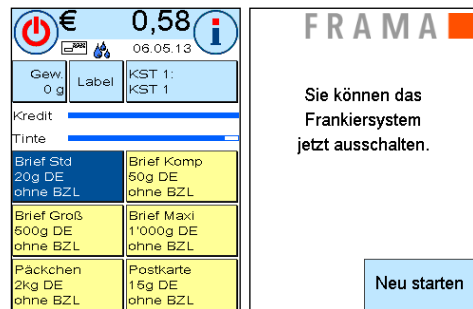 € 0,58
i
06.05.13
Gew.
0 g
Label
KST 1:
KST 1
Kredit
Tinte
Brief Std
20g DE
ohne BZL
Brief Komp
50g DE
ohne BZL
Brief Groß
500g DE
ohne BZL
Brief Maxi
1'000g DE
ohne BZL
Päckchen
2kg DE
ohne BZL
Postkarte
15g DE
ohne BZL
FRAMA
Sie können das
Frankiersystem
jetzt ausschalten.
Neu starten